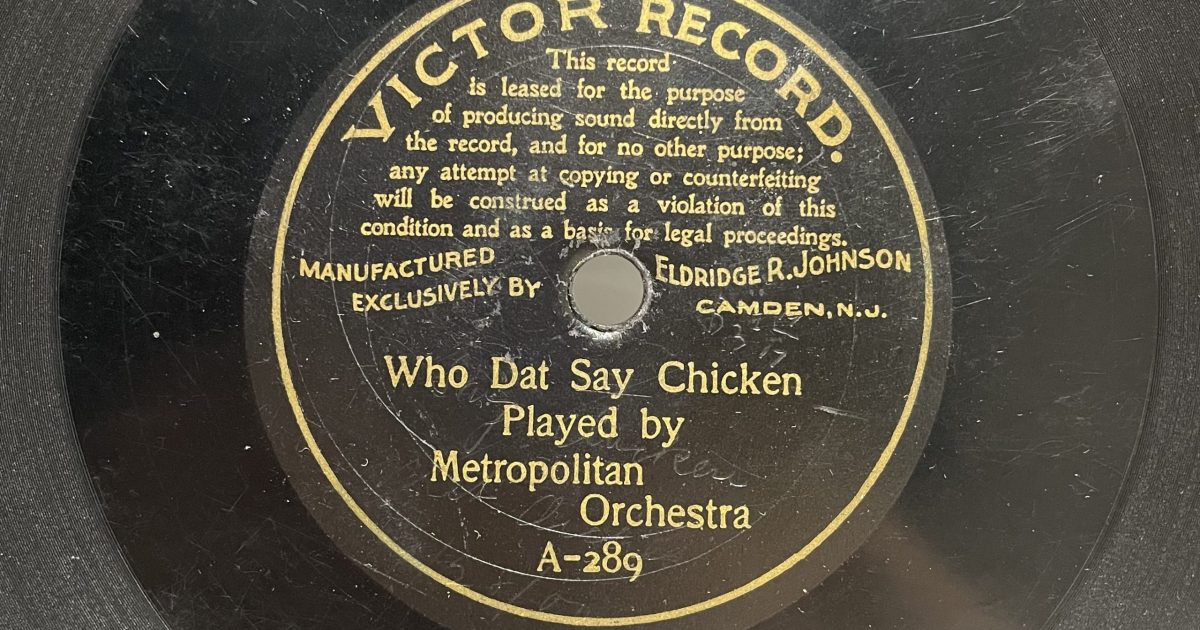 VICTOR RECORD.
This record
is leased for the purpose
of producing sound directly from
the record, and for no other purpose;
any attempt at copying or counterfeiting
will be construed as a violation of this
condition and as a basis for legal proceedings.
MANUFACTURED
EXCLUSIVELY BY
ELDRIDGE R. JOHNSON
CAMDEN, N.J.
Who Dat Say Chicken
Played by
Metropolitan
Orchestra
A-289